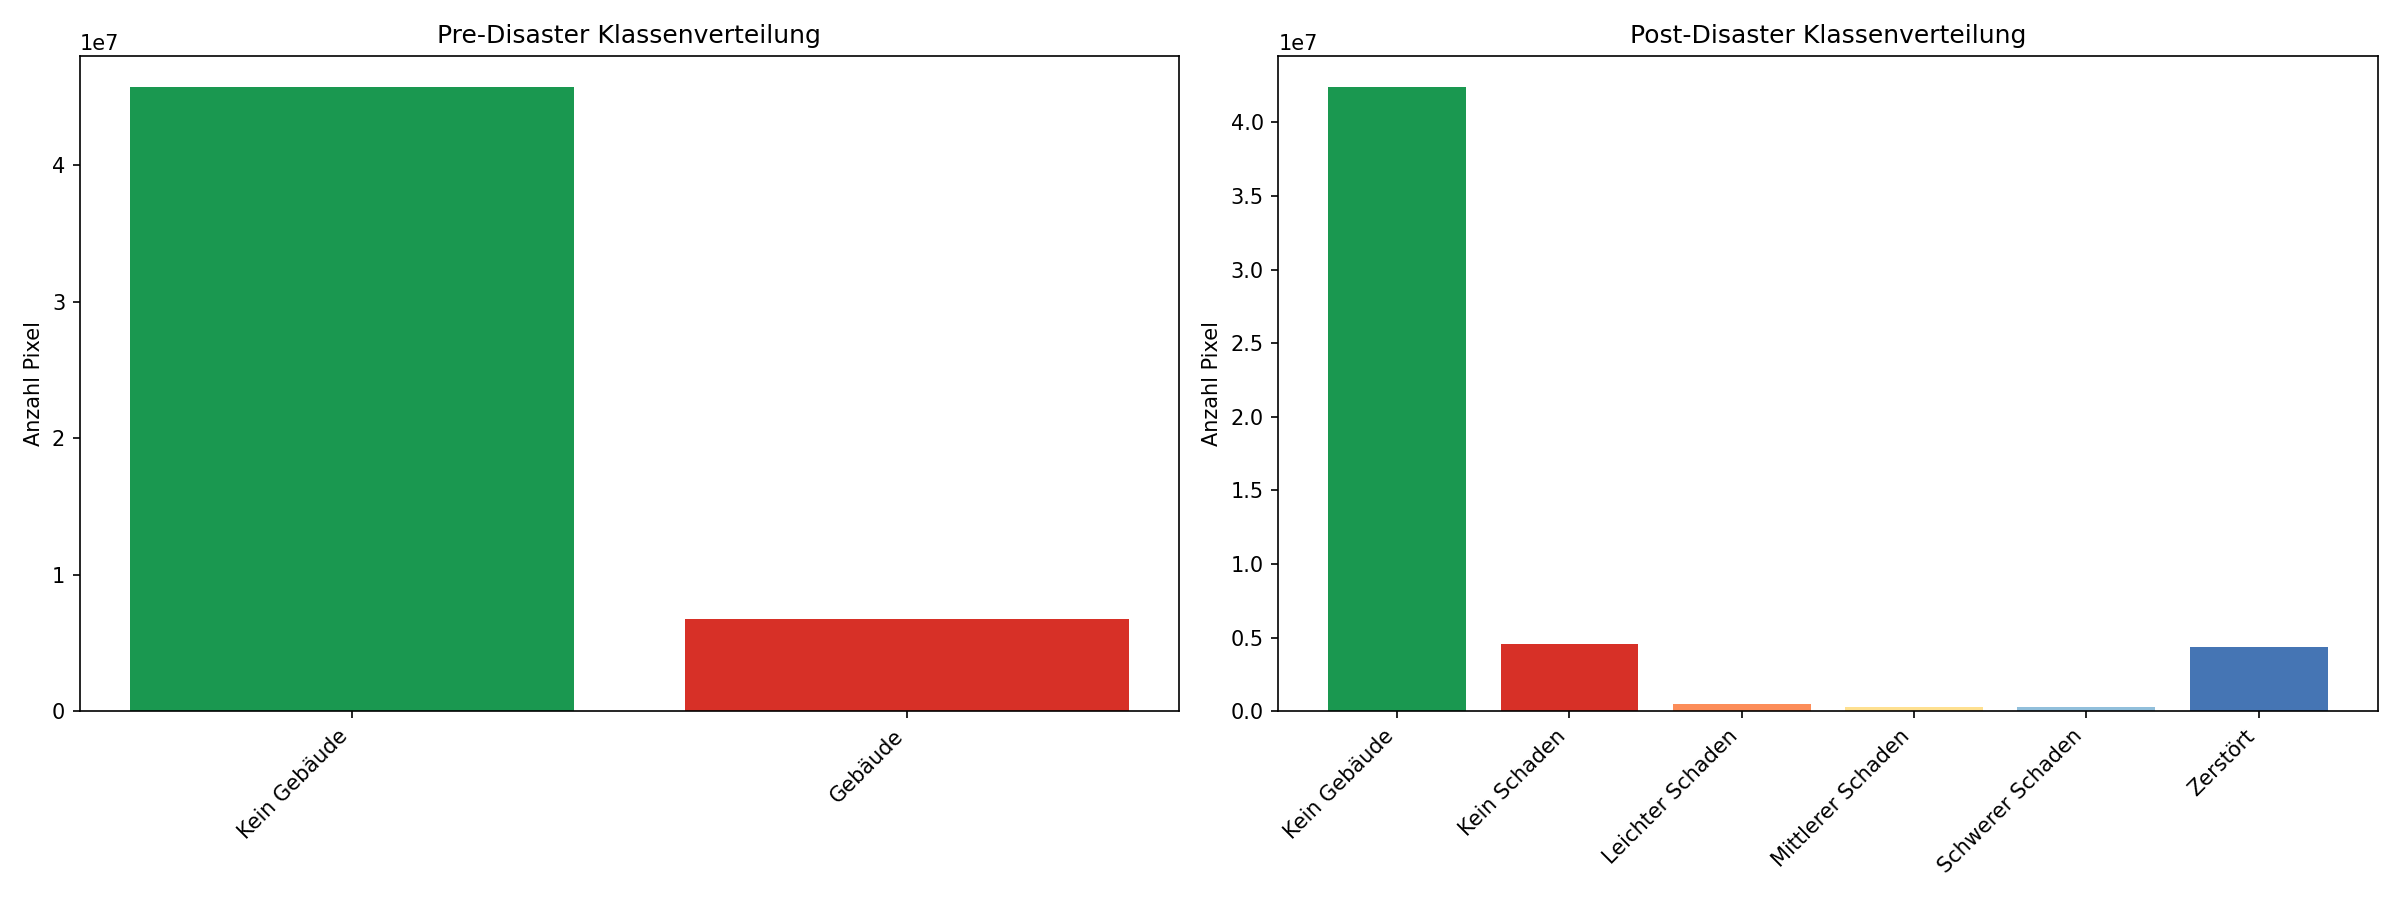 Pre-Disaster Klassenverteilung
1e7
4
3
2
1
0
Anzahl Pixel
Kein Gebäude
Gebäude
Post-Disaster Klassenverteilung
1e7
4.0
3.5
3.0
2.5
2.0
1.5
1.0
0.5
0.0
Anzahl Pixel
Kein Gebäude
Kein Schaden
Leichter Schaden
Mittlerer Schaden
Schwerer Schaden
Zerstört